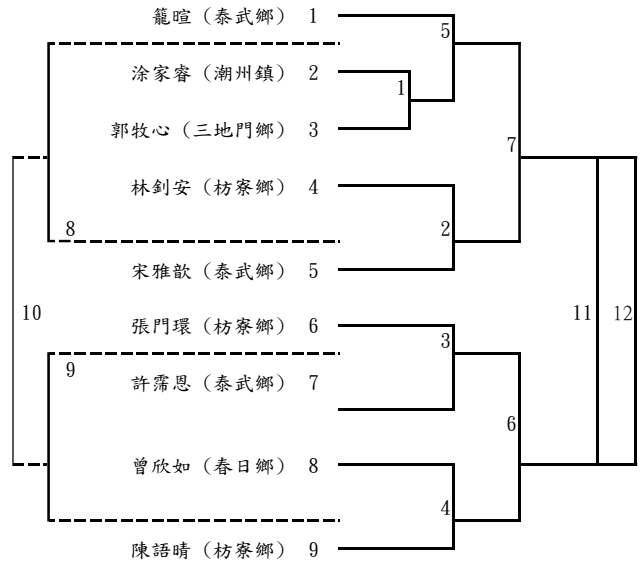 籠暄（泰武鄉） 1
5
涂家睿（潮州鎮） 2
1
郭牧心（三地門鄉） 3
7
林釗安（枋寮鄉） 4
8
2
宋雅歆（泰武鄉） 5
10
11
12
張門環（枋寮鄉） 6
3
9
許霈恩（泰武鄉） 7
6
曾欣如（春日鄉） 8
4
陳語晴（枋寮鄉） 9